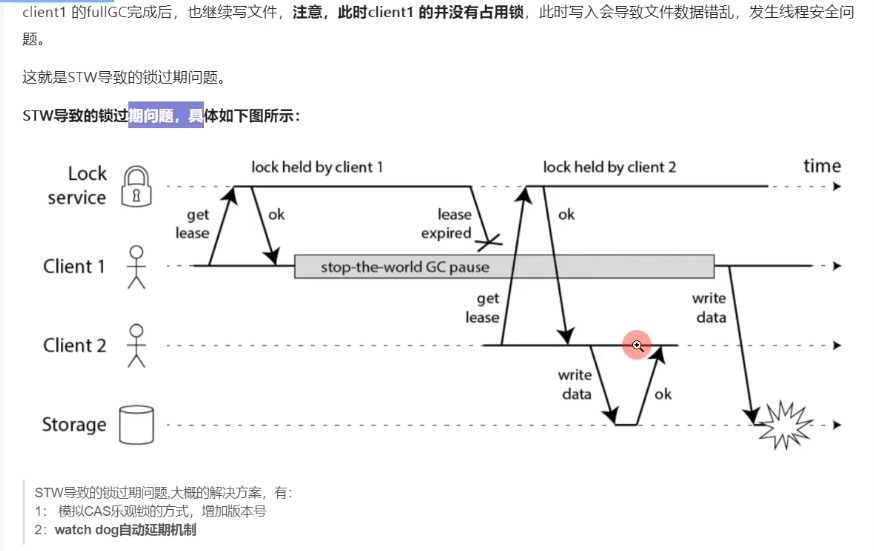 client1 的fullGC完成后，也继续写文件，注意，此时client1 的并没有占用锁，此时写入会导致文件数据错乱，发生线程安全问
题。
这就是STW导致的锁过期问题。
STW导致的锁过期问题，具体如下图所示：
Lock service
lock held by client 1
lock held by client 2
time
get lease
ok
lease expired
ok
Client 1
stop-the-world GC pause
get lease
write data
Client 2
write data
ok
Storage
STW导致的锁过期问题,大概的解决方案，有：
1： 模拟CAS乐观锁的方式，增加版本号
2：watch dog自动延期机制